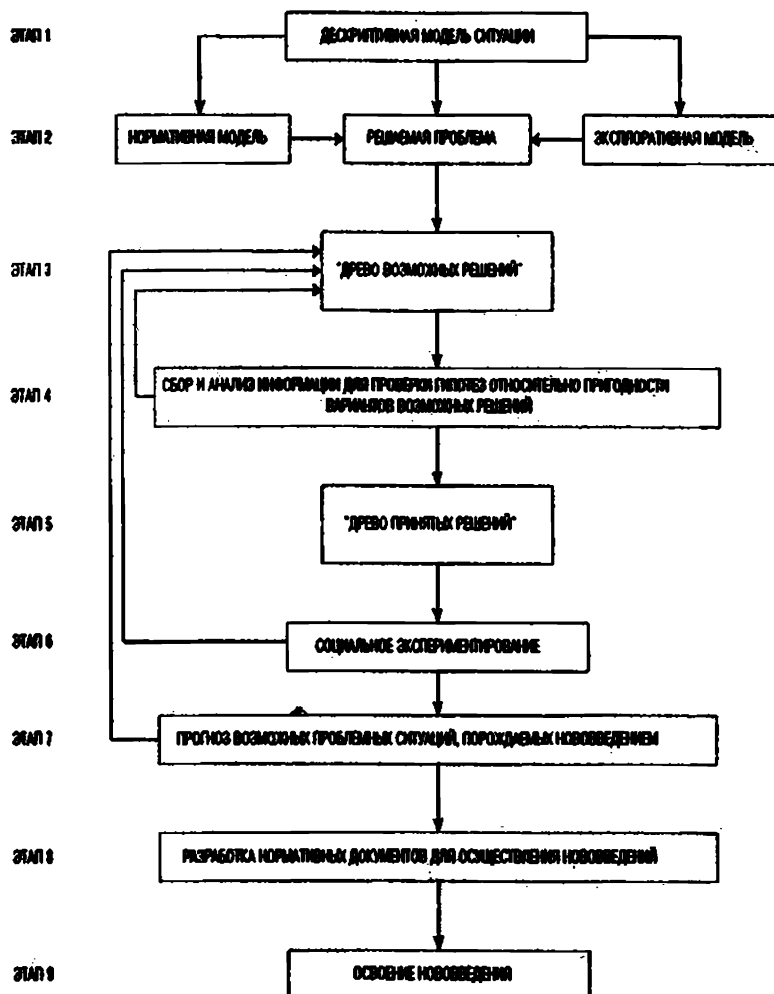 ЭТАП 1
ДЕСКРИПТИВНАЯ МОДЕЛЬ СИТУАЦИИ
ЭТАП 2
НОРМАТИВНАЯ МОДЕЛЬ
РЕШАЕМАЯ ПРОБЛЕМА
ЭКСПЛОРАТИВНАЯ МОДЕЛЬ
ЭТАП 3
"ДРЕВО ВОЗМОЖНЫХ РЕШЕНИЙ"
ЭТАП 4
СБОР И АНАЛИЗ ИНФОРМАЦИИ ДЛЯ ПРОВЕРКИ ГИПОТЕЗ ОТНОСИТЕЛЬНО ПРИГОДНОСТИ
ВАРИАНТОВ ВОЗМОЖНЫХ РЕШЕНИЙ
ЭТАП 5
"ДРЕВО ПРИНЯТЫХ РЕШЕНИЙ"
ЭТАП 6
СОЦИАЛЬНОЕ ЭКСПЕРИМЕНТИРОВАНИЕ
ЭТАП 7
ПРОГНОЗ ВОЗМОЖНЫХ ПРОБЛЕМНЫХ СИТУАЦИЙ, ПОРОЖДАЕМЫХ НОВОВВЕДЕНИЕМ
ЭТАП 8
РАЗРАБОТКА НОРМАТИВНЫХ ДОКУМЕНТОВ ДЛЯ ОСУЩЕСТВЛЕНИЯ НОВОВВЕДЕНИЙ
ЭТАП 9
ОСВОЕНИЕ НОВОВВЕДЕНИЯ